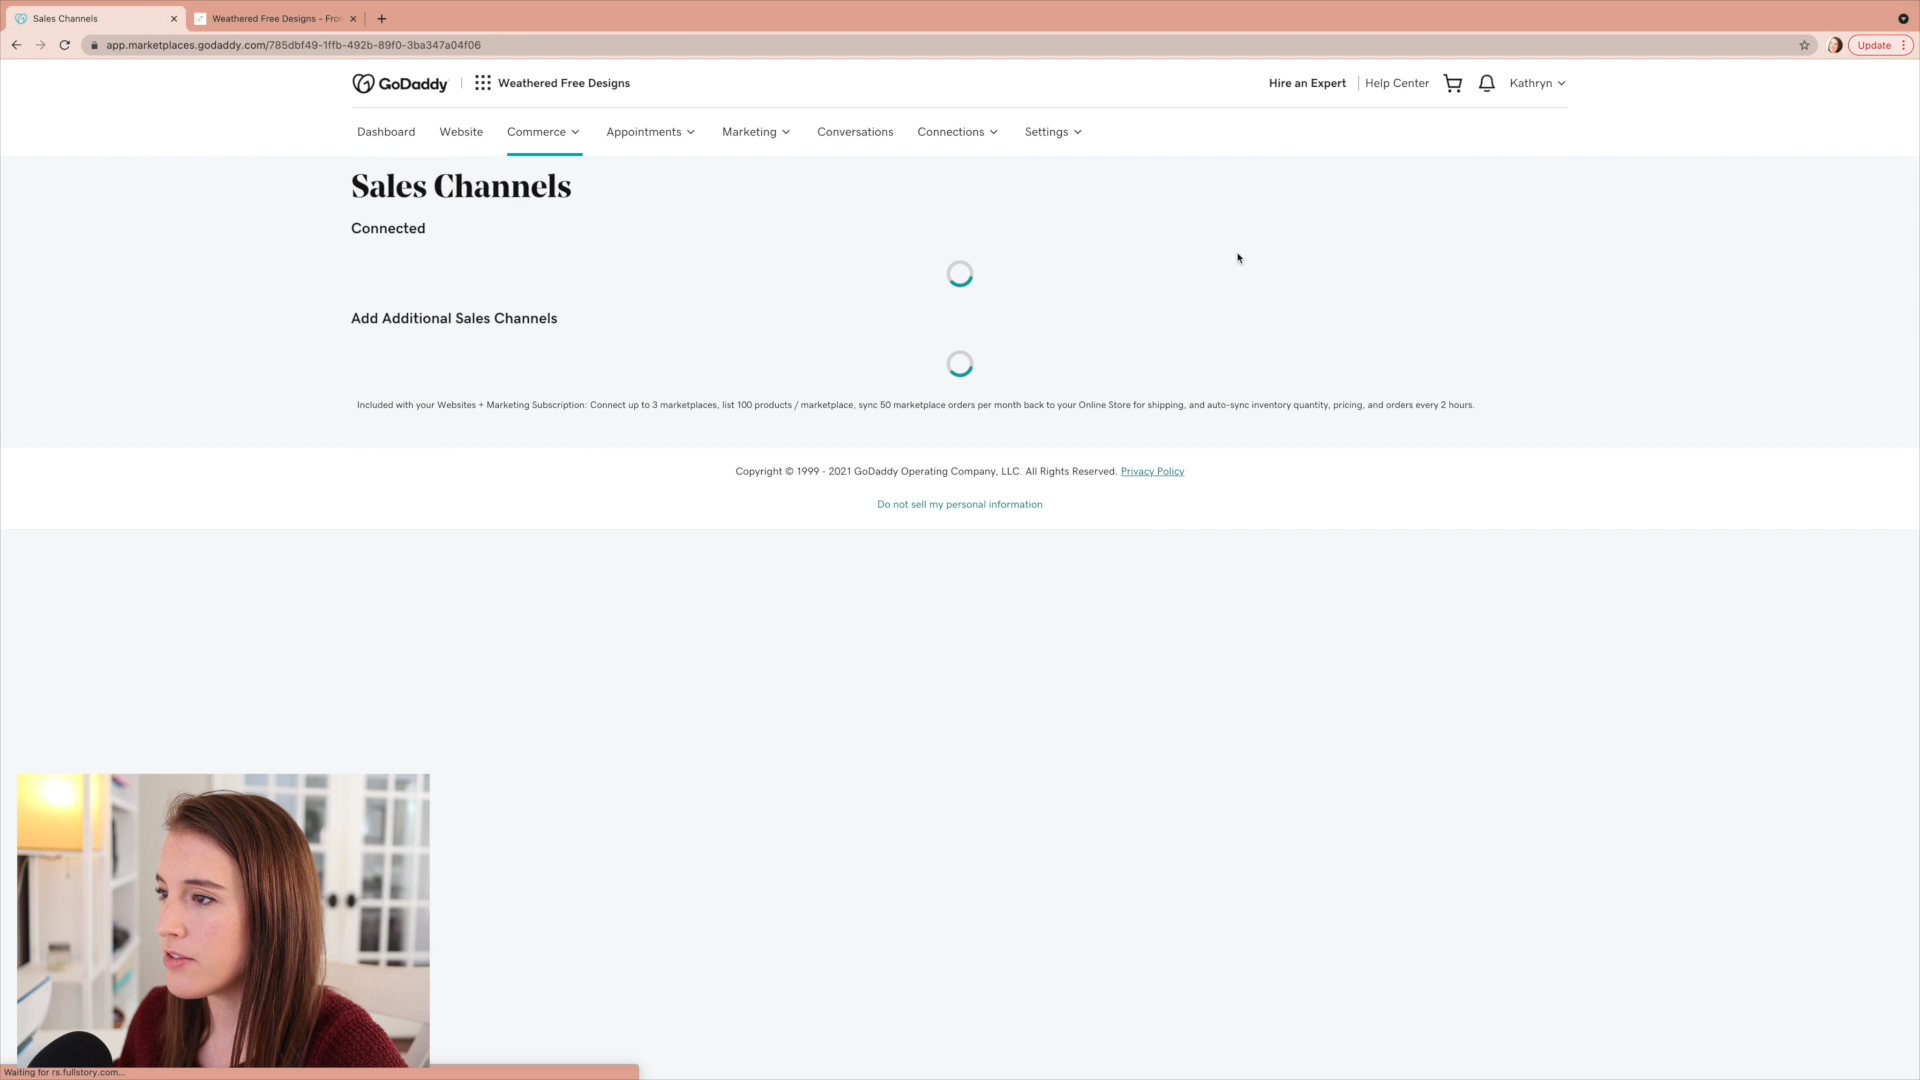 Sales Channels
Weathered Free Designs - Fro
app.marketplaces.godaddy.com/785dbf49-1ffb-492b-89f0-3ba347a04f06
Update
GoDaddy
Weathered Free Designs
Hire an Expert
Help Center
Kathryn
Dashboard
Website
Commerce
Appointments
Marketing
Conversations
Connections
Settings
Sales Channels
Connected
Add Additional Sales Channels
Included with your Websites + Marketing Subscription: Connect up to 3 marketplaces, list 100 products / marketplace, sync 50 marketplace orders per month back to your Online Store for shipping, and auto-sync inventory quantity, pricing, and orders every 2 hours.
Copyright © 1999 - 2021 GoDaddy Operating Company, LLC. All Rights Reserved. Privacy Policy
Do not sell my personal information
Waiting for rs.fullstory.com...